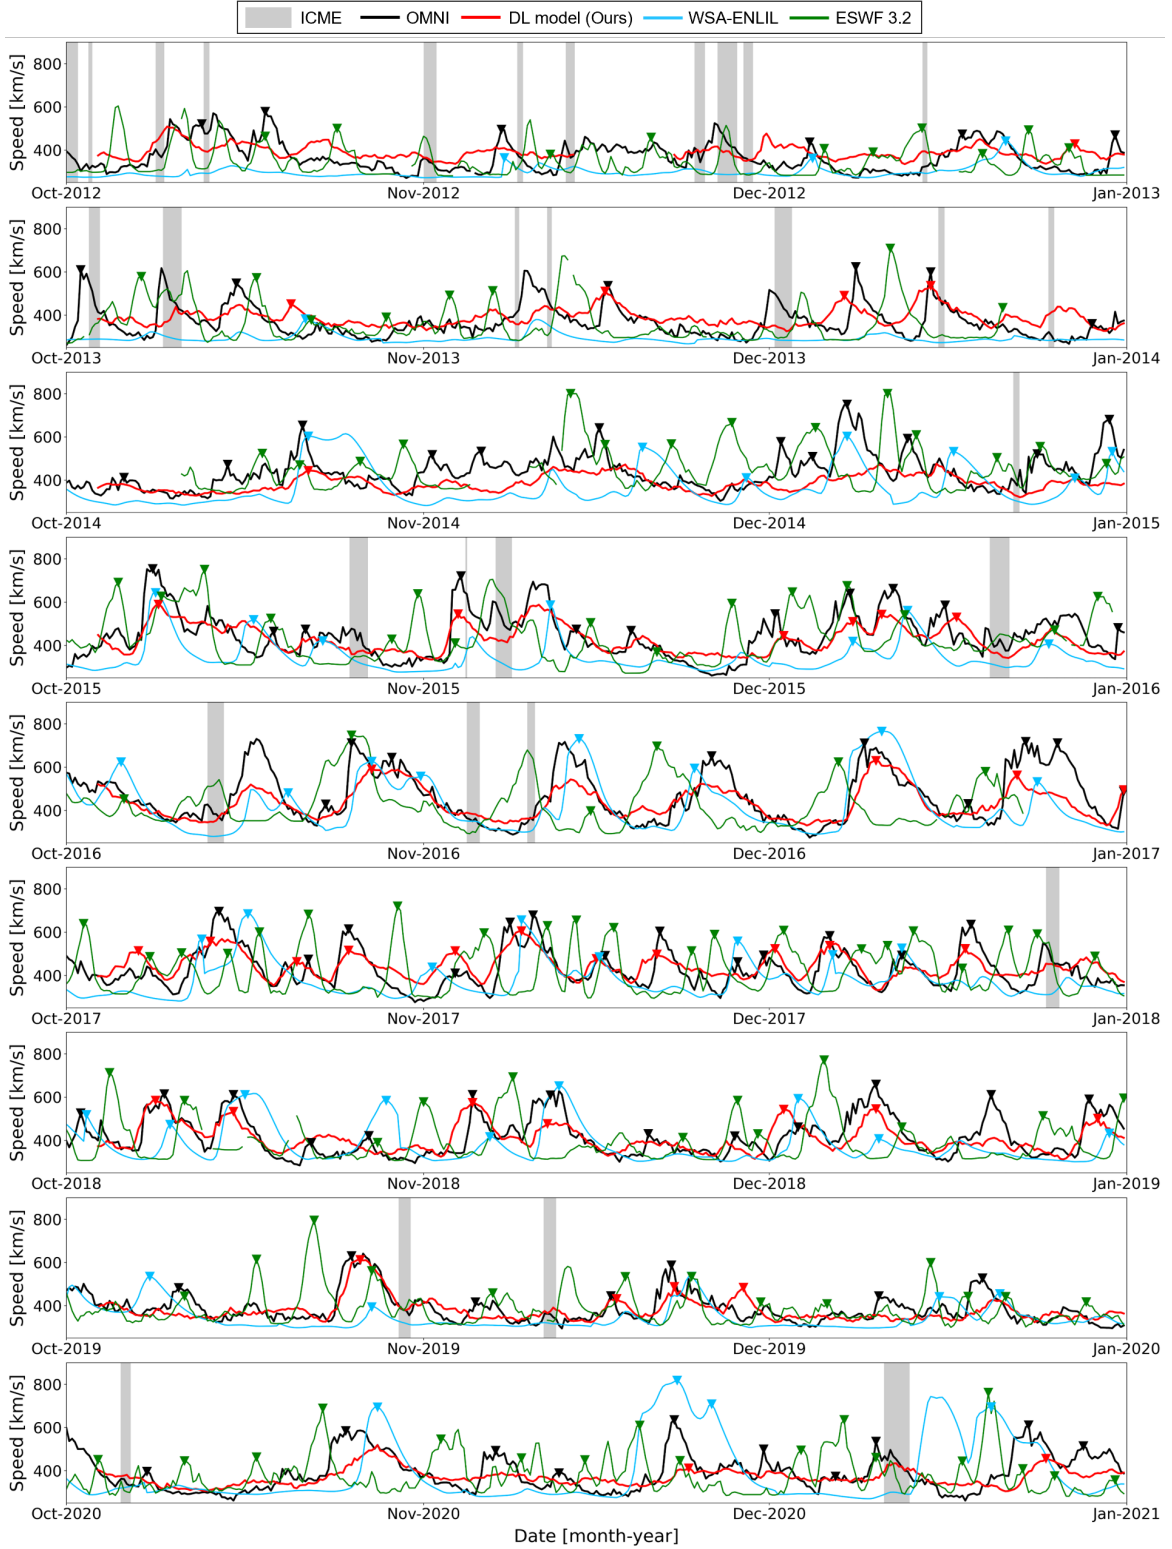 ICME OMNI DL model (Ours) WSA-ENLIL ESWF 3.2
Speed [km/s]
800
600
400
Oct-2012 Nov-2012 Dec-2012 Jan-2013
Speed [km/s]
800
600
400
Oct-2013 Nov-2013 Dec-2013 Jan-2014
Speed [km/s]
800
600
400
Oct-2014 Nov-2014 Dec-2014 Jan-2015
Speed [km/s]
800
600
400
Oct-2015 Nov-2015 Dec-2015 Jan-2016
Speed [km/s]
800
600
400
Oct-2016 Nov-2016 Dec-2016 Jan-2017
Speed [km/s]
800
600
400
Oct-2017 Nov-2017 Dec-2017 Jan-2018
Speed [km/s]
800
600
400
Oct-2018 Nov-2018 Dec-2018 Jan-2019
Speed [km/s]
800
600
400
Oct-2019 Nov-2019 Dec-2019 Jan-2020
Speed [km/s]
800
600
400
Oct-2020 Nov-2020 Dec-2020 Jan-2021
Date [month-year]